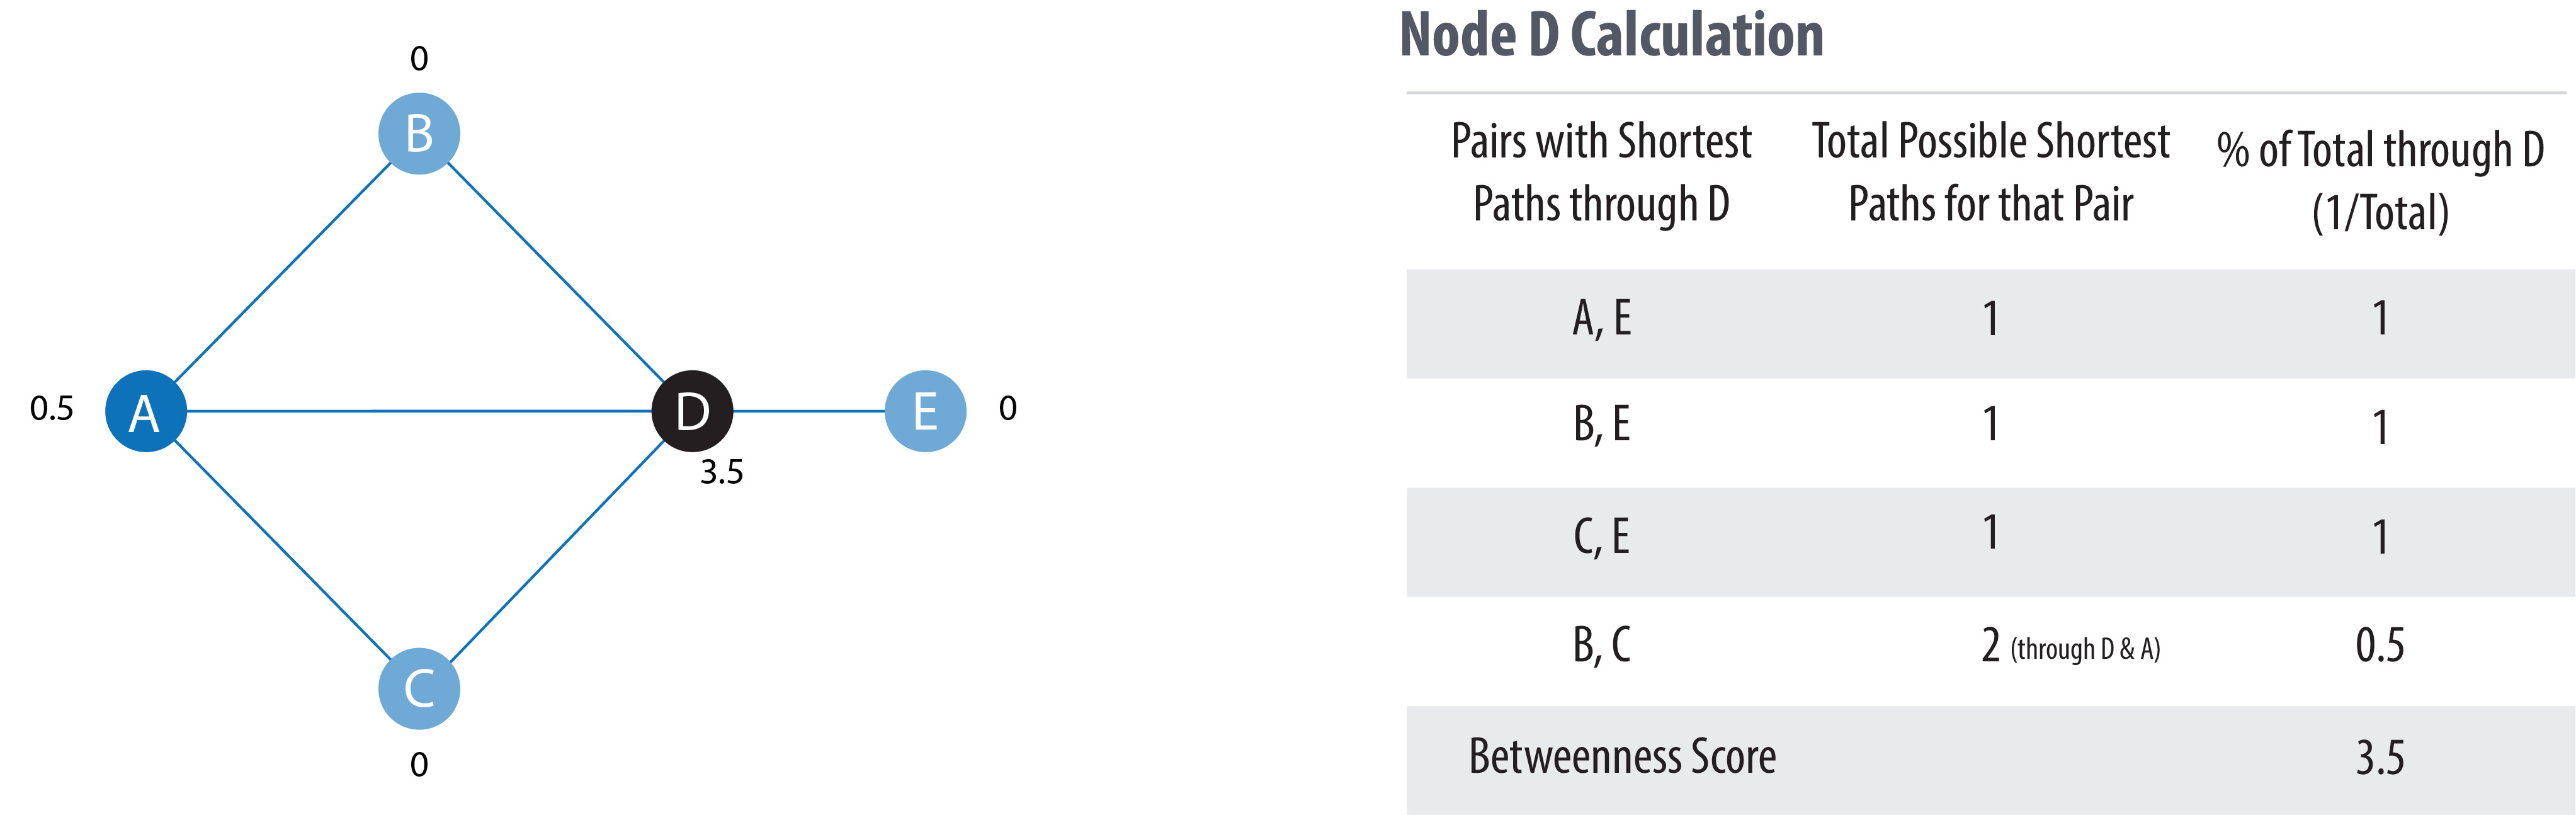 0
B
0.5
A
D
E
0
3.5
C
0
Node D Calculation
Pairs with Shortest
Paths through D
Total Possible Shortest
Paths for that Pair
% of Total through D
(1/Total)
A, E
1
1
B, E
1
1
C, E
1
1
B, C
2 (through D & A)
0.5
Betweenness Score
3.5